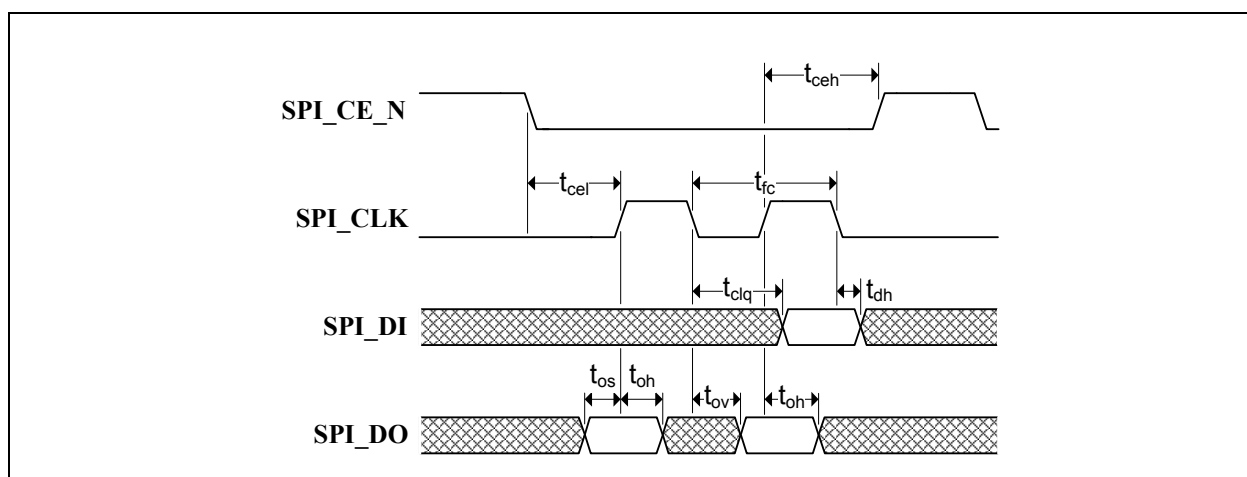 t_ceh
SPI_CE_N
t_cel
t_fc
SPI_CLK
t_clq
t_dh
SPI_DI
t_os t_oh t_ov t_oh
SPI_DO